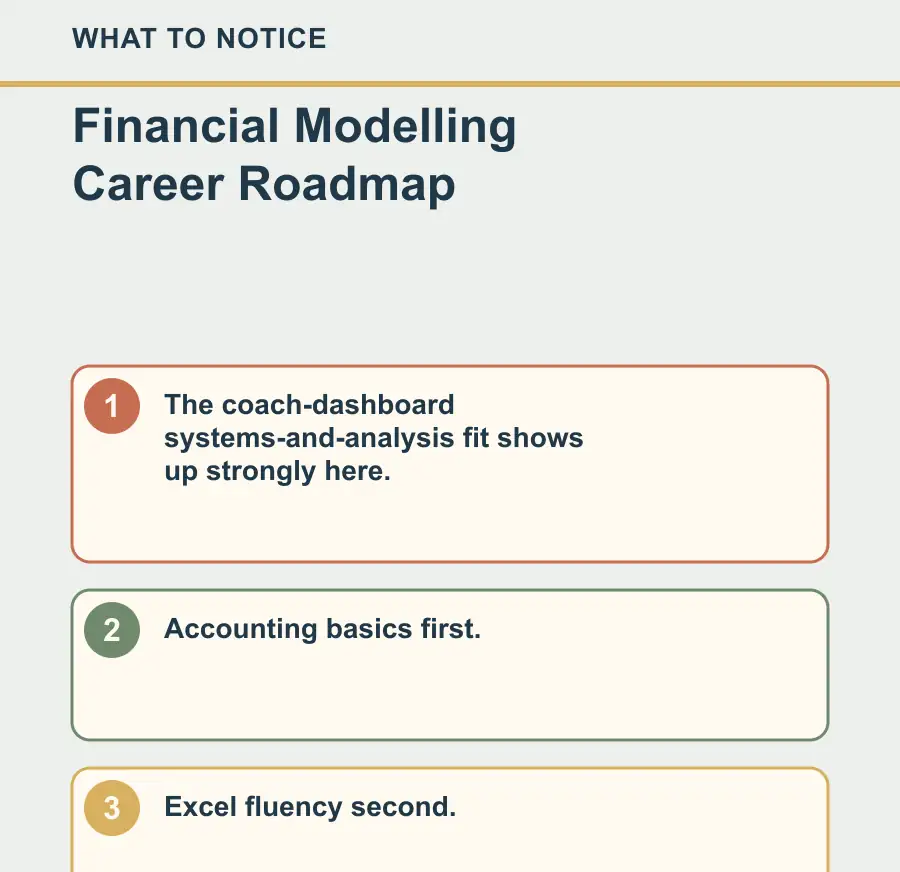 WHAT TO NOTICE
Financial Modelling
Career Roadmap
1
The coach-dashboard
systems-and-analysis fit shows
up strongly here.
2
Accounting basics first.
3
Excel fluency second.